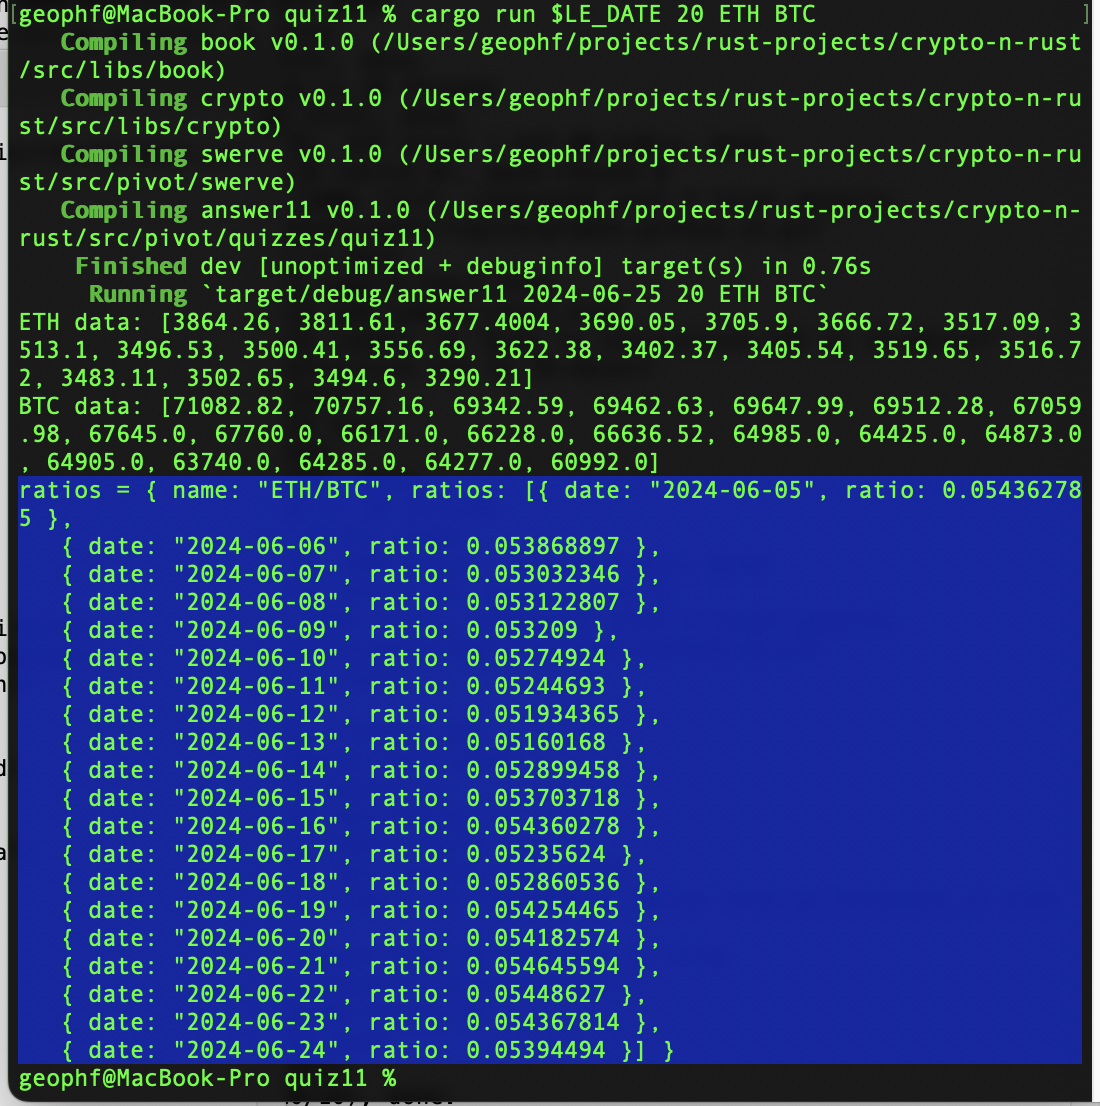 [geophf@MacBook-Pro quiz11 % cargo run $LE_DATE 20 ETH BTC ]
Compiling book v0.1.0 (/Users/geophf/projects/rust-projects/crypto-n-rust
/src/libs/book)
Compiling crypto v0.1.0 (/Users/geophf/projects/rust-projects/crypto-n-ru
st/src/libs/crypto)
Compiling swerve v0.1.0 (/Users/geophf/projects/rust-projects/crypto-n-ru
st/src/pivot/swerve)
Compiling answer11 v0.1.0 (/Users/geophf/projects/rust-projects/crypto-n-
rust/src/pivot/quizzes/quiz11)
Finished dev [unoptimized + debuginfo] target(s) in 0.76s
Running `target/debug/answer11 2024-06-25 20 ETH BTC`
ETH data: [3864.26, 3811.61, 3677.4004, 3690.05, 3705.9, 3666.72, 3517.09, 3
513.1, 3496.53, 3500.41, 3556.69, 3622.38, 3402.37, 3405.54, 3519.65, 3516.7
2, 3483.11, 3502.65, 3494.6, 3290.21]
BTC data: [71082.82, 70757.16, 69342.59, 69462.63, 69647.99, 69512.28, 67059
.98, 67645.0, 67760.0, 66171.0, 66228.0, 66636.52, 64985.0, 64425.0, 64873.0
, 64905.0, 63740.0, 64285.0, 64277.0, 60992.0]
ratios = { name: "ETH/BTC", ratios: [{ date: "2024-06-05", ratio: 0.05436278
5 },
{ date: "2024-06-06", ratio: 0.053868897 },
{ date: "2024-06-07", ratio: 0.053032346 },
{ date: "2024-06-08", ratio: 0.053122807 },
{ date: "2024-06-09", ratio: 0.053209 },
{ date: "2024-06-10", ratio: 0.05274924 },
{ date: "2024-06-11", ratio: 0.05244693 },
{ date: "2024-06-12", ratio: 0.051934365 },
{ date: "2024-06-13", ratio: 0.05160168 },
{ date: "2024-06-14", ratio: 0.052899458 },
{ date: "2024-06-15", ratio: 0.053703718 },
{ date: "2024-06-16", ratio: 0.054360278 },
{ date: "2024-06-17", ratio: 0.05235624 },
{ date: "2024-06-18", ratio: 0.052860536 },
{ date: "2024-06-19", ratio: 0.054254465 },
{ date: "2024-06-20", ratio: 0.054182574 },
{ date: "2024-06-21", ratio: 0.054645594 },
{ date: "2024-06-22", ratio: 0.05448627 },
{ date: "2024-06-23", ratio: 0.054367814 },
{ date: "2024-06-24", ratio: 0.05394494 }] }
geophf@MacBook-Pro quiz11 %